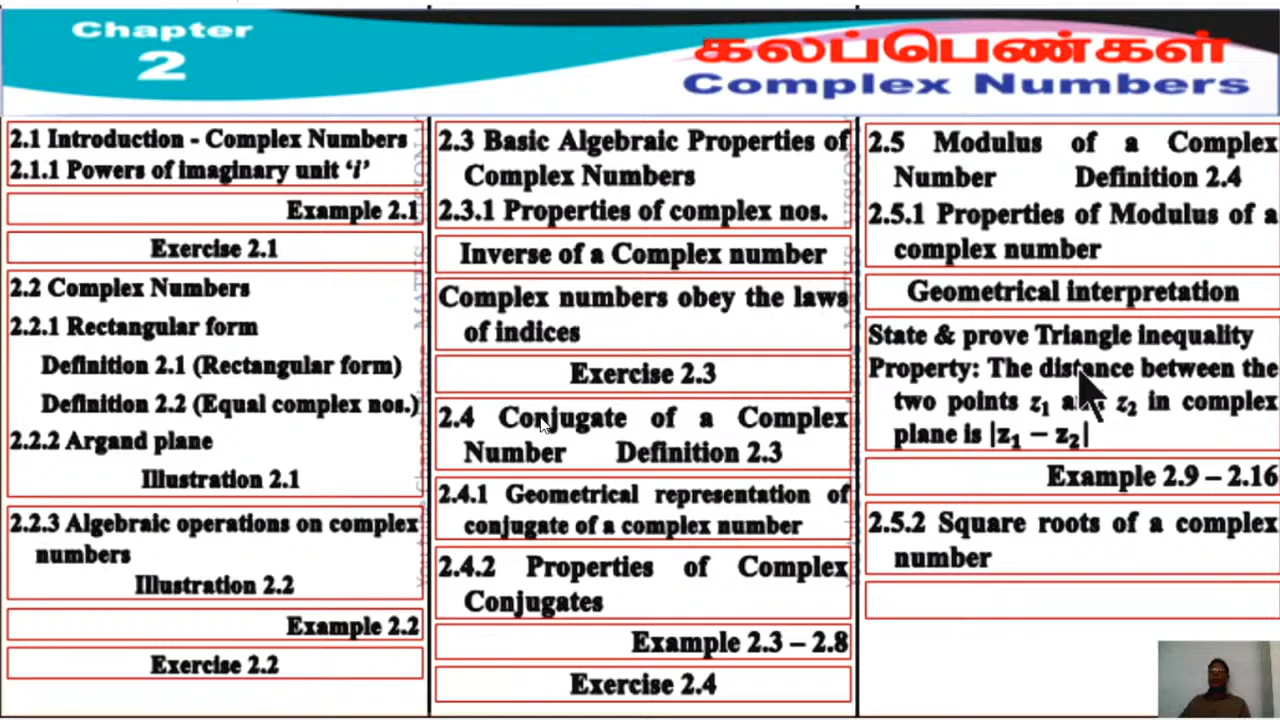 Chapter
2
கலப்பெண்கள்
Complex Numbers
2.1 Introduction - Complex Numbers
2.1.1 Powers of imaginary unit ‘i’
Example 2.1
Exercise 2.1
2.2 Complex Numbers
2.2.1 Rectangular form
Definition 2.1 (Rectangular form)
Definition 2.2 (Equal complex nos.)
2.2.2 Argand plane
Illustration 2.1
2.2.3 Algebraic operations on complex
numbers
Illustration 2.2
Example 2.2
Exercise 2.2
2.3 Basic Algebraic Properties of
Complex Numbers
2.3.1 Properties of complex nos.
Inverse of a Complex number
Complex numbers obey the laws
of indices
Exercise 2.3
2.4 Conjugate of a Complex
Number Definition 2.3
2.4.1 Geometrical representation of
conjugate of a complex number
2.4.2 Properties of Complex
Conjugates
Example 2.3 – 2.8
Exercise 2.4
2.5 Modulus of a Complex
Number Definition 2.4
2.5.1 Properties of Modulus of a
complex number
Geometrical interpretation
State & prove Triangle inequality
Property: The distance between the
two points z₁ z₂ in complex
plane is |z₁ − z₂|
Example 2.9 – 2.16
2.5.2 Square roots of a complex
number